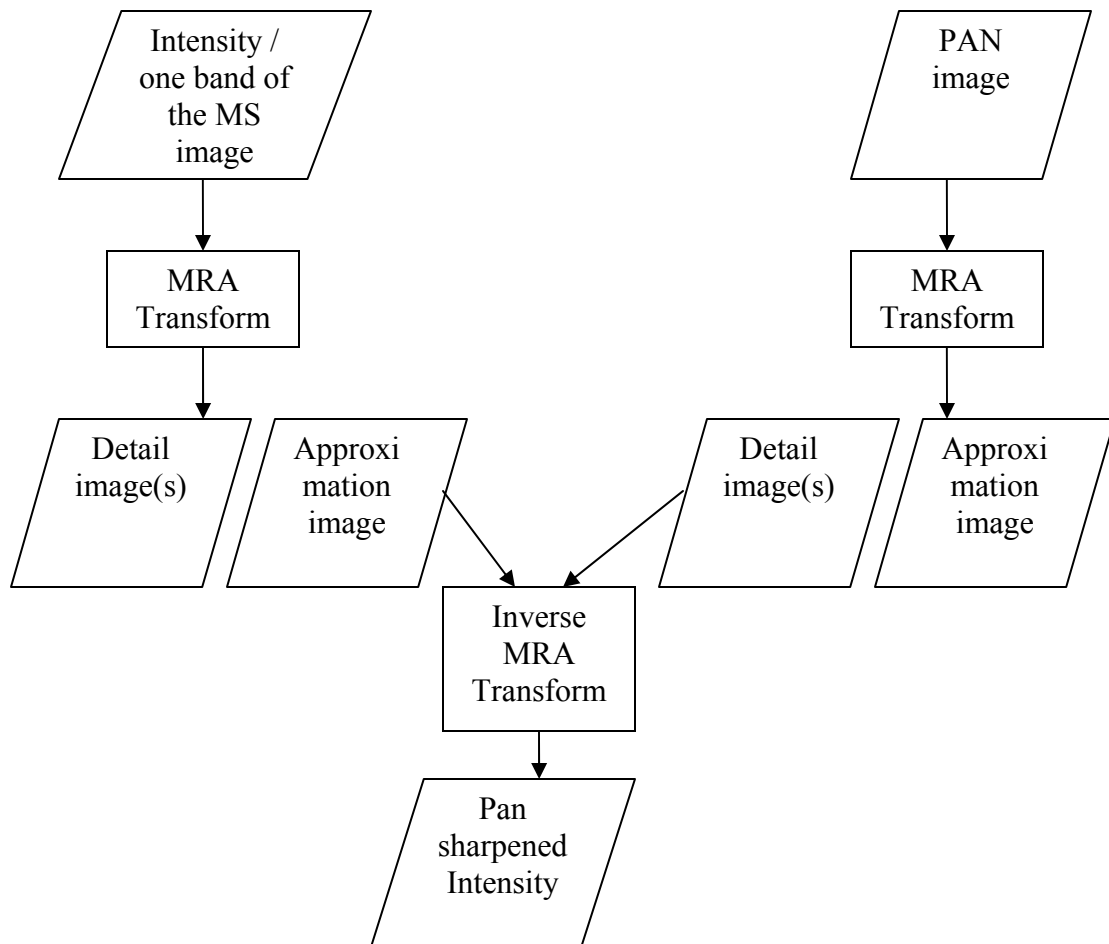 Intensity /
one band of
the MS
image
PAN
image
MRA
Transform
MRA
Transform
Detail
image(s)
Approxi
mation
image
Detail
image(s)
Approxi
mation
image
Inverse
MRA
Transform
Pan
sharpened
Intensity